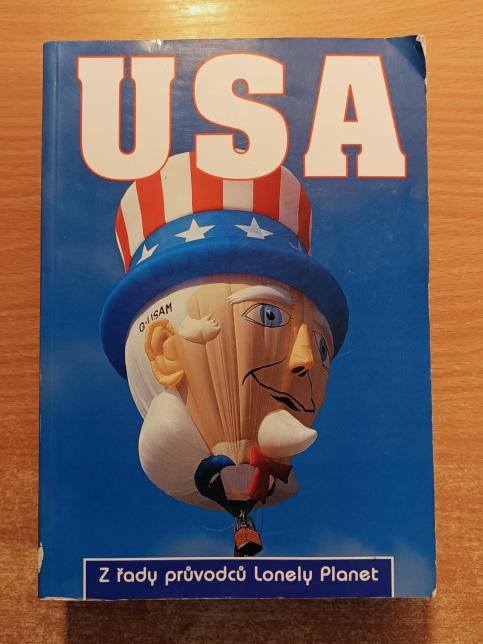 USA
G-USAM
Z řady průvodců Lonely Planet